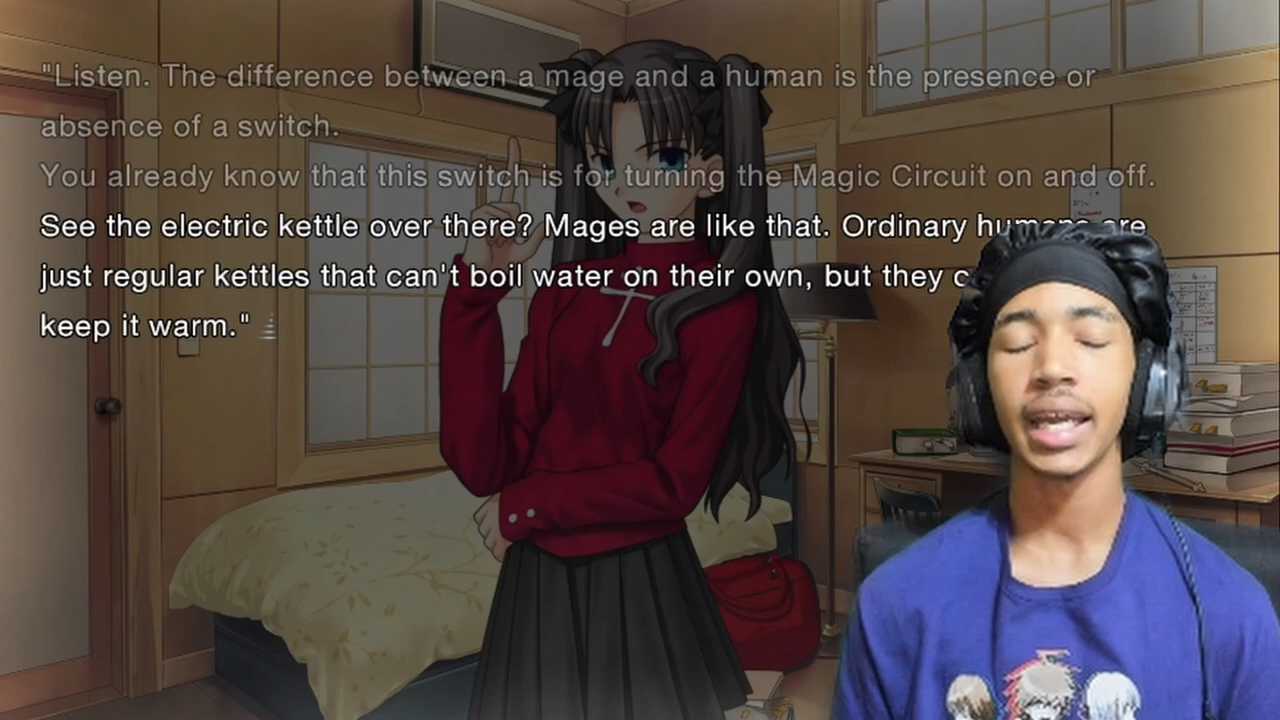 "Listen. The difference between a mage and a human is the presence or
absence of a switch.
You already know that this switch is for turning the Magic Circuit on and off.
See the electric kettle over there? Mages are like that. Ordinary humans are
just regular kettles that can't boil water on their own, but they
keep it warm."